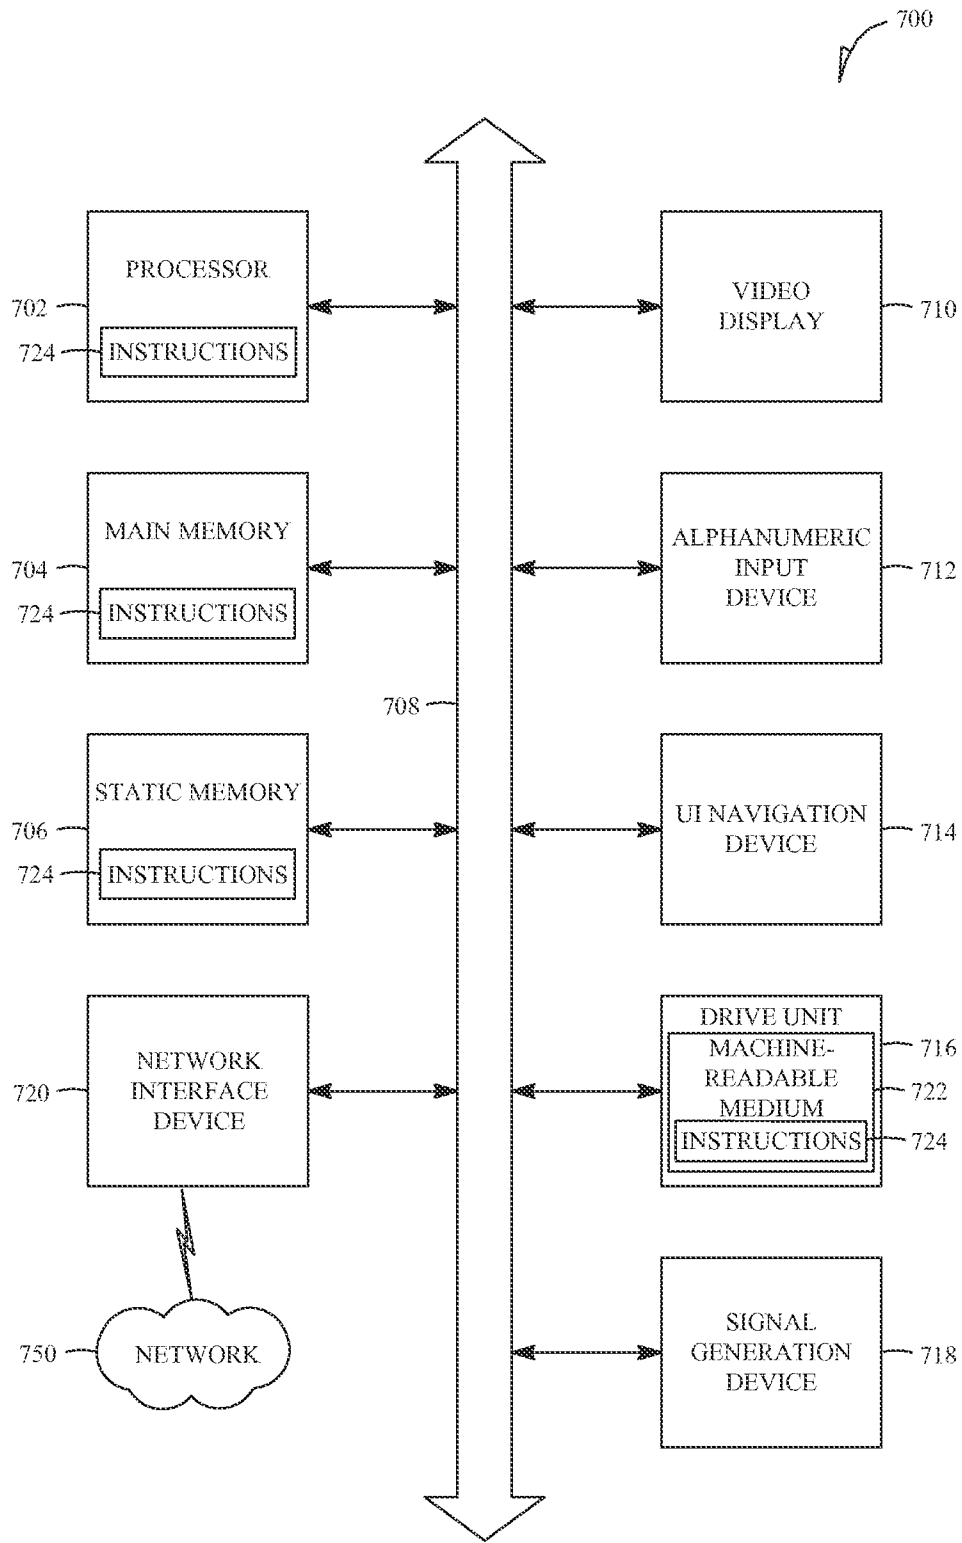 700
PROCESSOR
702
724
INSTRUCTIONS
VIDEO
DISPLAY
710
MAIN MEMORY
704
724
INSTRUCTIONS
ALPHANUMERIC
INPUT
DEVICE
712
708
STATIC MEMORY
706
724
INSTRUCTIONS
UI NAVIGATION
DEVICE
714
NETWORK
INTERFACE
DEVICE
720
DRIVE UNIT
716
MACHINE-
READABLE
MEDIUM
722
INSTRUCTIONS
724
750
NETWORK
SIGNAL
GENERATION
DEVICE
718